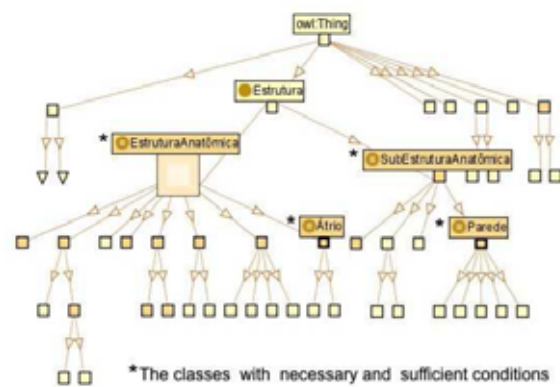 owl:Thing
Estrutura
* EstruturaAnatômica
* SubEstruturaAnatômica
* Átrio
* Parede
*The classes with necessary and sufficient conditions